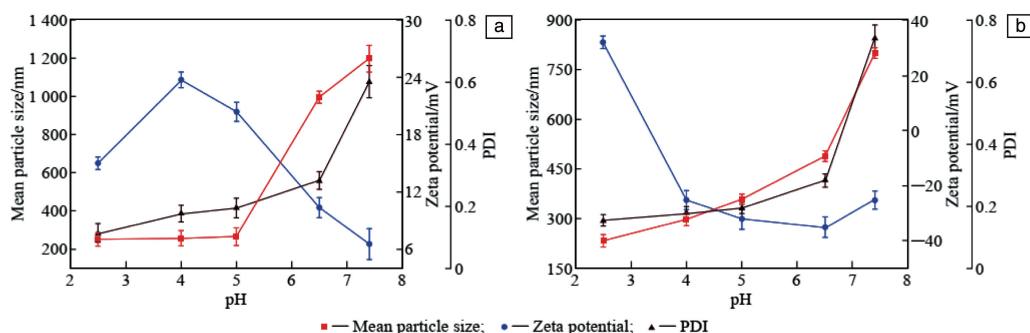 a
1 400
1 200
1 000
800
600
400
200
Mean particle size/nm
2 3 4 5 6 7 8
pH
30
24
18
12
6
Zeta potential/mV
0.8
0.6
0.4
0.2
0
PDI
b
900
750
600
450
300
150
Mean particle size/nm
2 3 4 5 6 7 8
pH
40
20
0
−20
−40
Zeta potential/mV
0.8
0.6
0.4
0.2
0
PDI
Mean particle size; Zeta potential; PDI